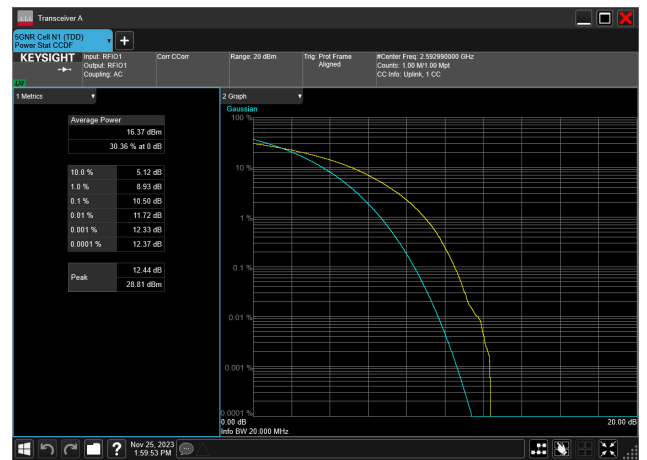 Transceiver A
5GNR Cell N1 (TDD)
Power Stat CCDF
KEYSIGHT
LXI
Input: RFIO1
Output: RFIO1
Coupling: AC
Corr CCorr
Range: 20 dBm
Trig: Prot Frame
Aligned
#Center Freq: 2.592990000 GHz
Counts: 1.00 M/1.00 Mpt
CC Info: Uplink, 1 CC
1 Metrics
Average Power
16.37 dBm
30.36 % at 0 dB
10.0 % 5.12 dB
1.0 % 8.93 dB
0.1 % 10.50 dB
0.01 % 11.72 dB
0.001 % 12.33 dB
0.0001 % 12.37 dB
Peak 12.44 dB
28.81 dBm
2 Graph
Gaussian
100 %
10 %
1 %
0.1 %
0.01 %
0.001 %
0.0001 %
0.00 dB 20.00 dB
Info BW 20.000 MHz
Nov 25, 2023
1:59:53 PM